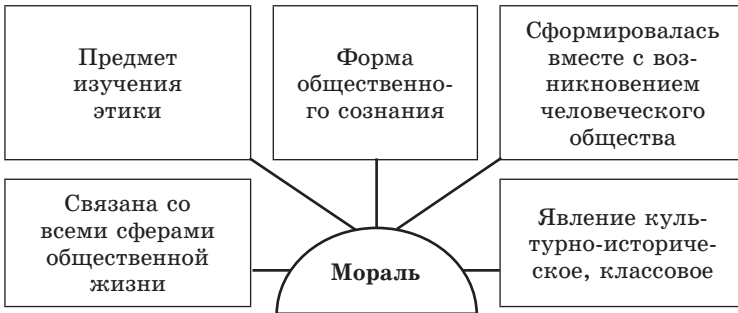 Предмет
изучения
этики
Форма
общественно-
го сознания
Сформировалась
вместе с воз-
никновением
человеческого
общества
Связана со
всеми сферами
общественной
жизни
Мораль
Явление куль-
турно-историче-
ское, классовое